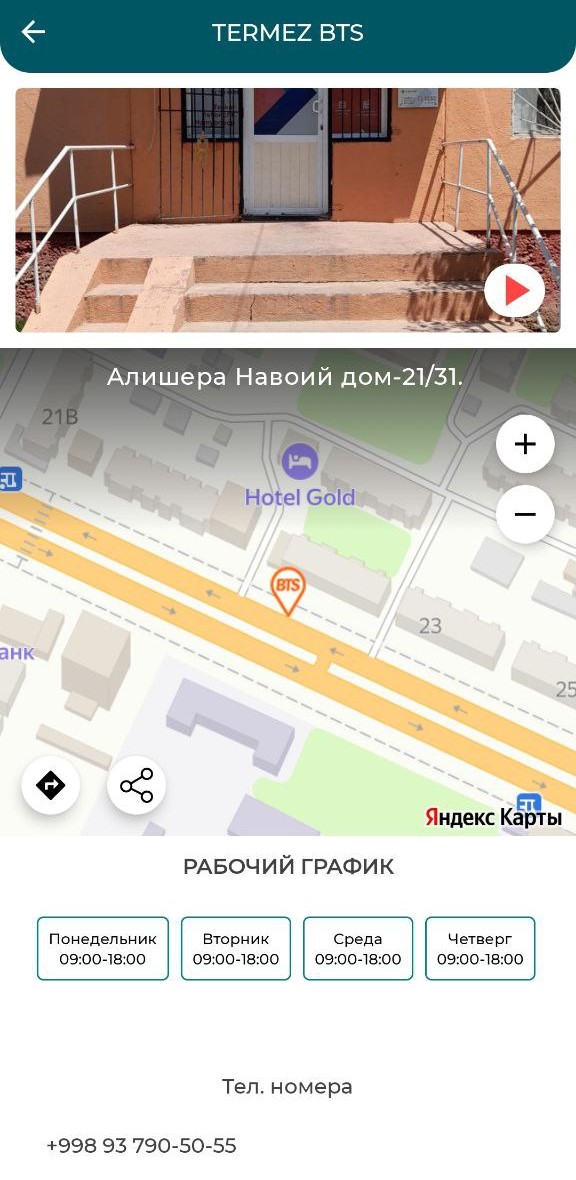 TERMEZ BTS
Алишера Навоий дом-21/31.
21В
Hotel Gold
BTS
23
анк
25
Яндекс Карты
РАБОЧИЙ ГРАФИК
Понедельник
09:00-18:00
Вторник
09:00-18:00
Среда
09:00-18:00
Четверг
09:00-18:00
Тел. номера
+998 93 790-50-55